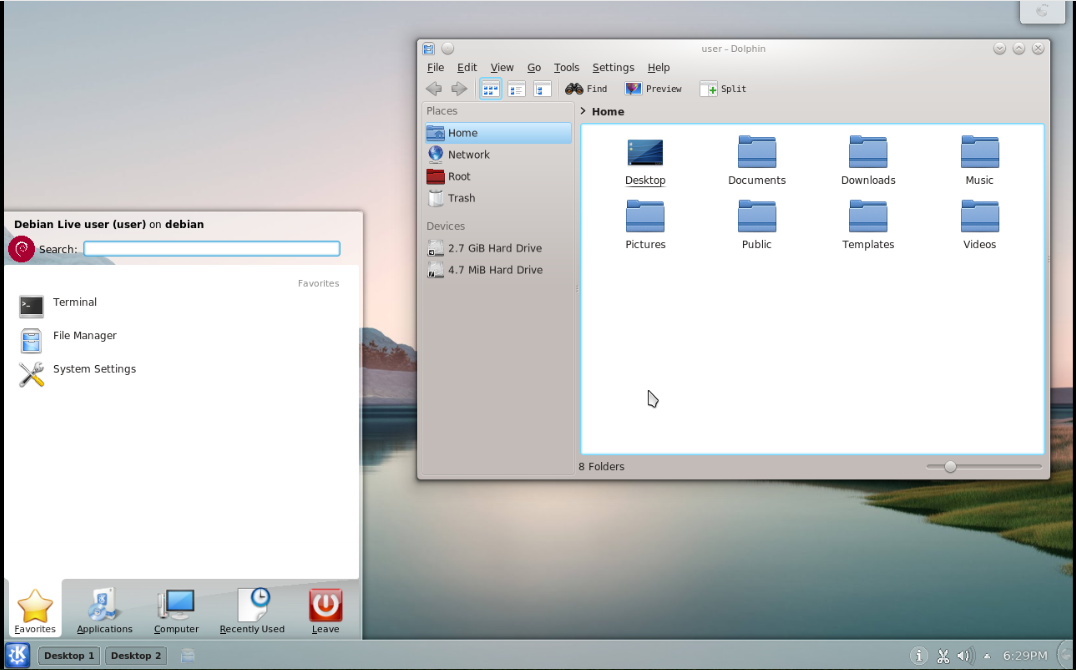 user - Dolphin
File Edit View Go Tools Settings Help
Find Preview Split
Places
Home
Network
Root
Trash
Devices
2.7 GiB Hard Drive
4.7 MiB Hard Drive
> Home
Desktop Documents Downloads Music
Pictures Public Templates Videos
8 Folders
Debian Live user (user) on debian
Search:
Favorites
Terminal
File Manager
System Settings
Favorites Applications Computer Recently Used Leave
Desktop 1 Desktop 2 6:29PM